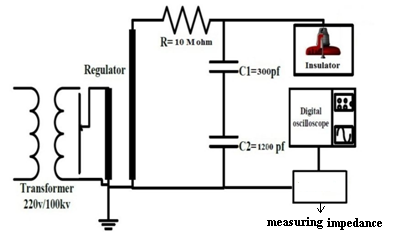 R= 10 M ohm
Regulator
C1=300pf
Insulator
Digital
oscilloscope
C2=1200 pf
Transformer
220v/100kv
measuring impedance